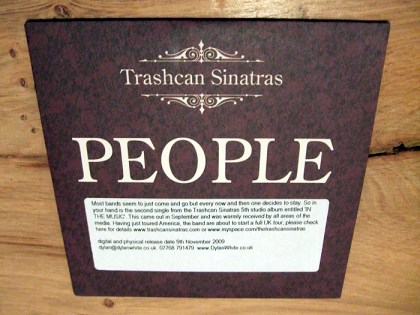 Trashcan Sinatras
PEOPLE
Most bands seem to just come and go but every now and then one decides to stay. So in
your hand is the second single from the Trashcan Sinatras 5th studio album entitled 'IN
THE MUSIC'. This came out in September and was warmly received by all areas of the
media. Having just toured America, the band are about to start a full UK tour, please check
here for details www.trashcansinatras.com or www.myspace.com/thetrashcansinatras
digital and physical release date 9th November 2009
dylan@dylanwhite.co.uk 07768 791479 www.DylanWhite.co.uk